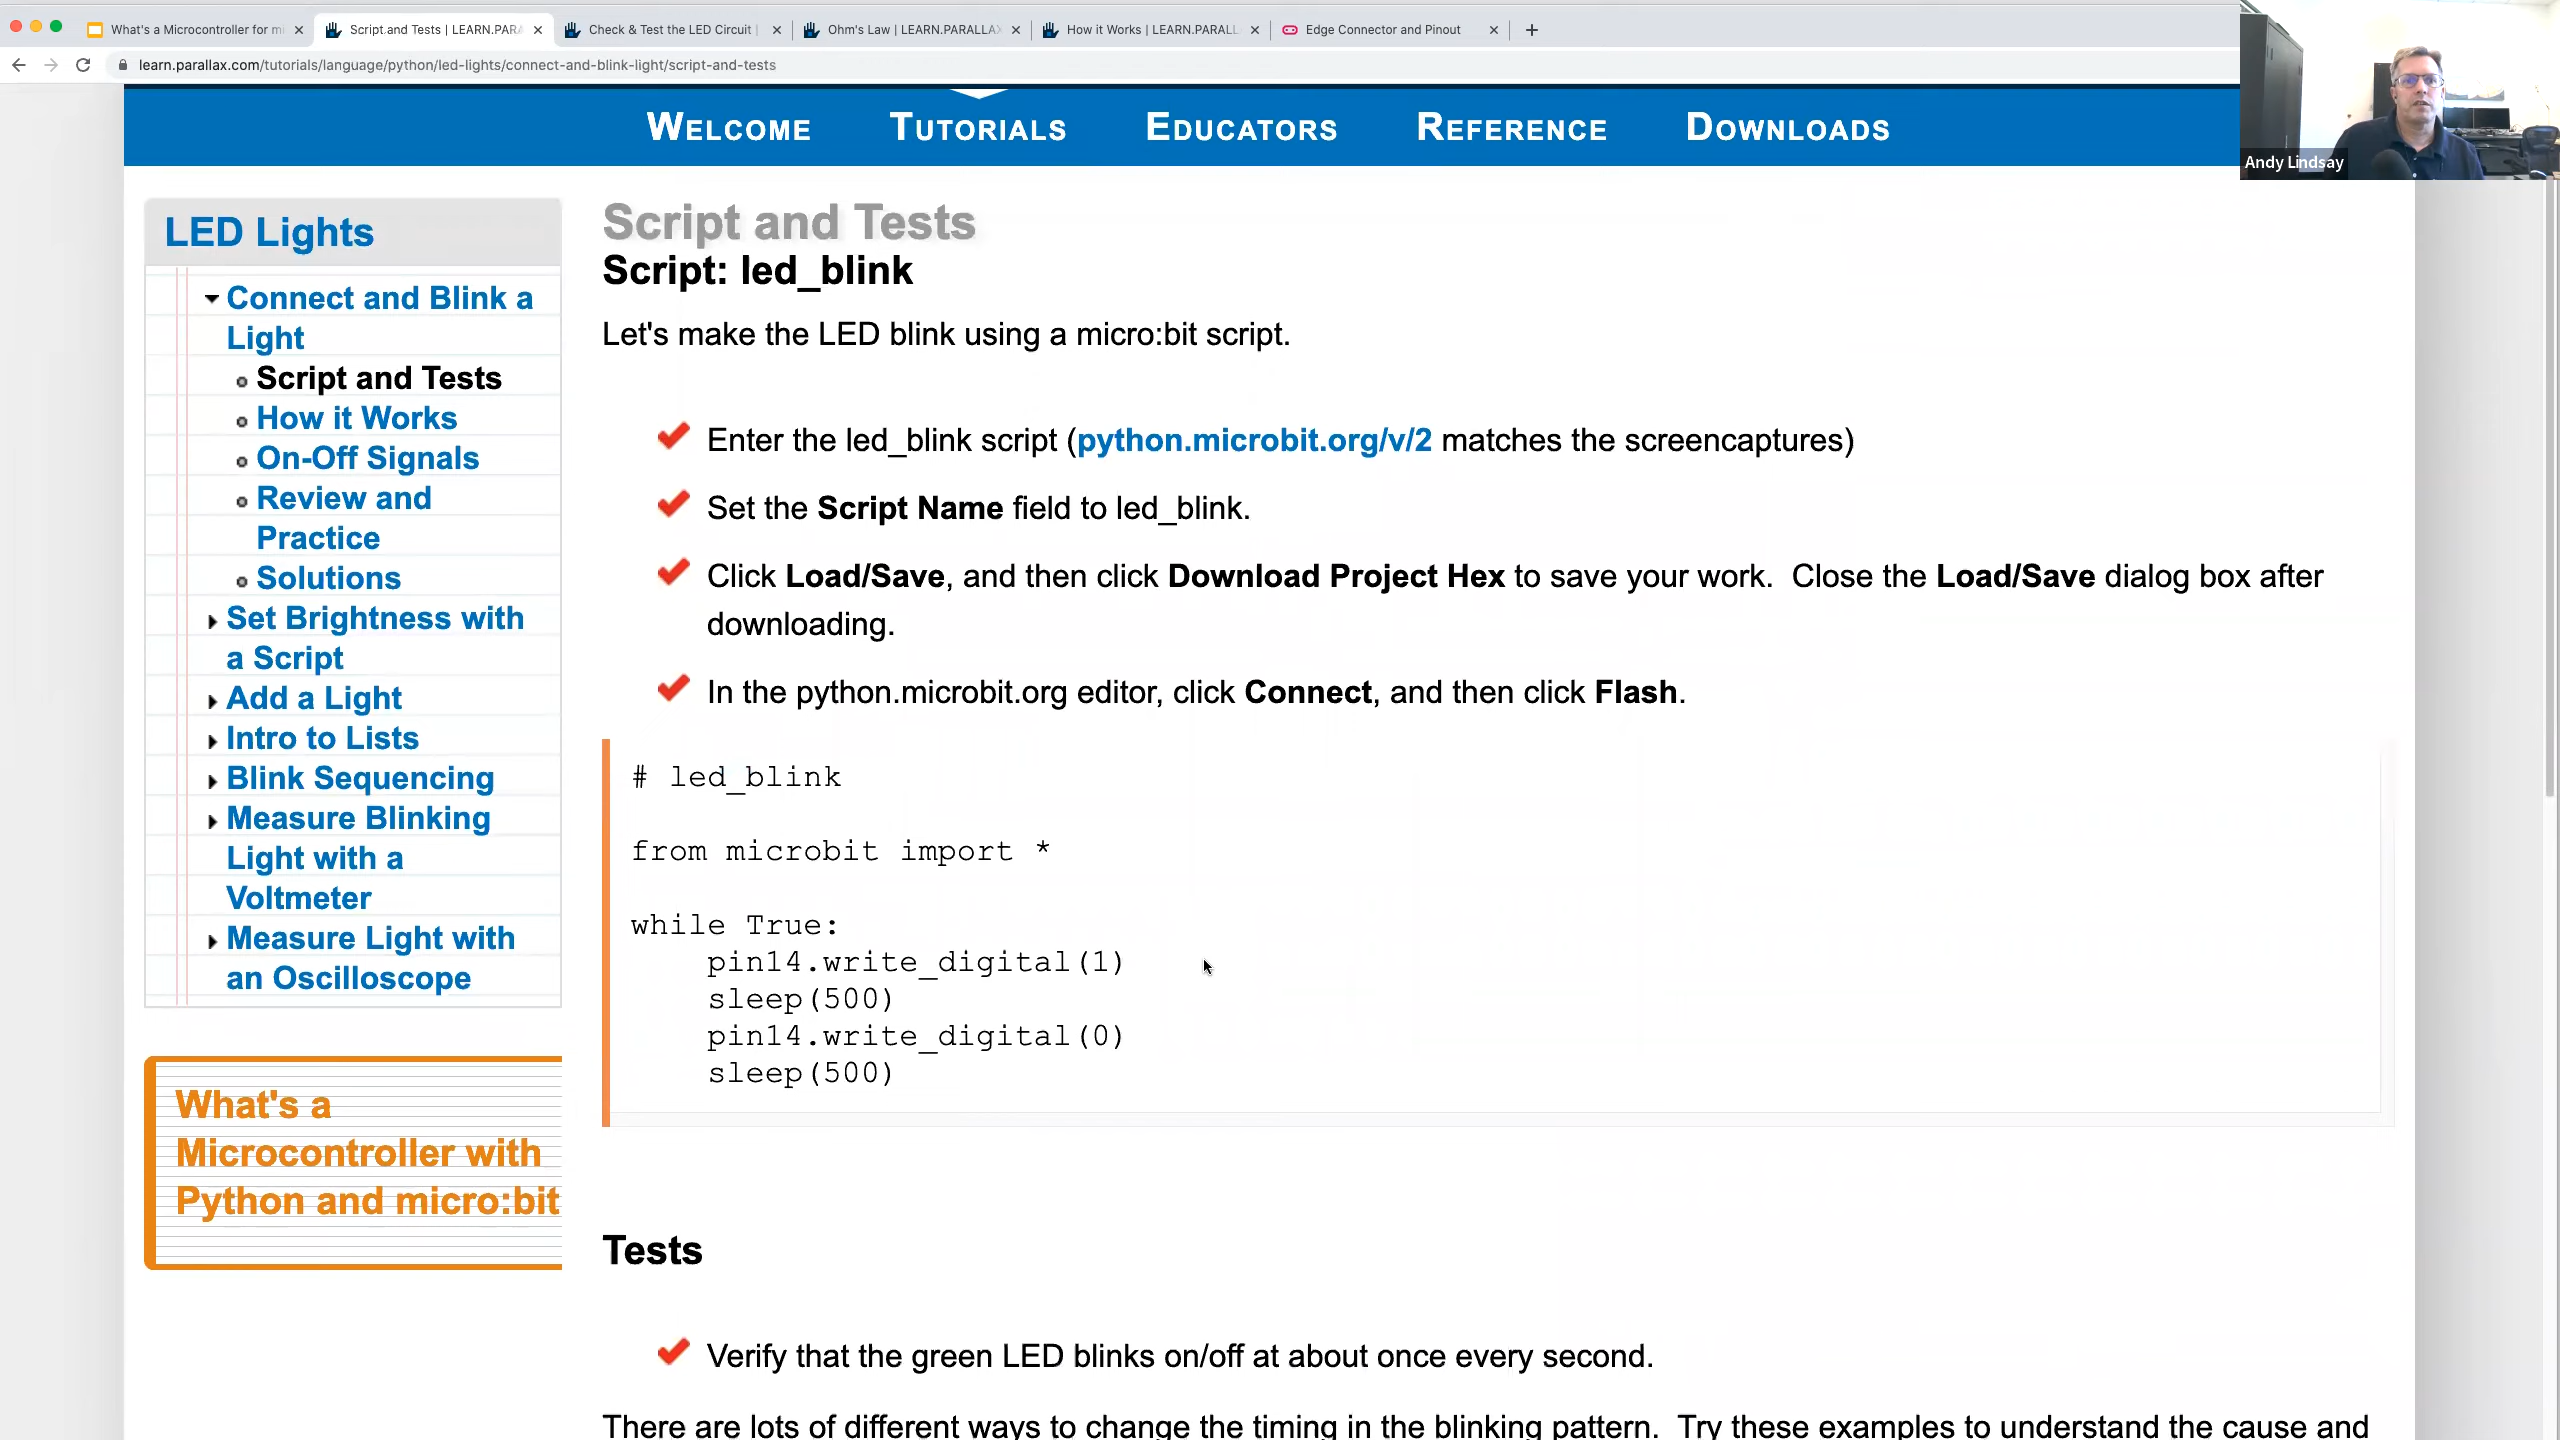 What's a Microcontroller for mi
Script and Tests | LEARN.PARA
Check & Test the LED Circuit |
Ohm's Law | LEARN.PARALLAX
How it Works | LEARN.PARALL
Edge Connector and Pinout
learn.parallax.com/tutorials/language/python/led-lights/connect-and-blink-light/script-and-tests
Andy Lindsay
WELCOME TUTORIALS EDUCATORS REFERENCE DOWNLOADS
LED Lights
Connect and Blink a
Light
Script and Tests
How it Works
On-Off Signals
Review and
Practice
Solutions
Set Brightness with
a Script
Add a Light
Intro to Lists
Blink Sequencing
Measure Blinking
Light with a
Voltmeter
Measure Light with
an Oscilloscope
What's a
Microcontroller with
Python and micro:bit
Script and Tests
Script: led_blink
Let's make the LED blink using a micro:bit script.
Enter the led_blink script (python.microbit.org/v/2 matches the screencaptures)
Set the Script Name field to led_blink.
Click Load/Save, and then click Download Project Hex to save your work. Close the Load/Save dialog box after
downloading.
In the python.microbit.org editor, click Connect, and then click Flash.
# led_blink
from microbit import *
while True:
    pin14.write_digital(1)
    sleep(500)
    pin14.write_digital(0)
    sleep(500)
Tests
Verify that the green LED blinks on/off at about once every second.
There are lots of different ways to change the timing in the blinking pattern. Try these examples to understand the cause and